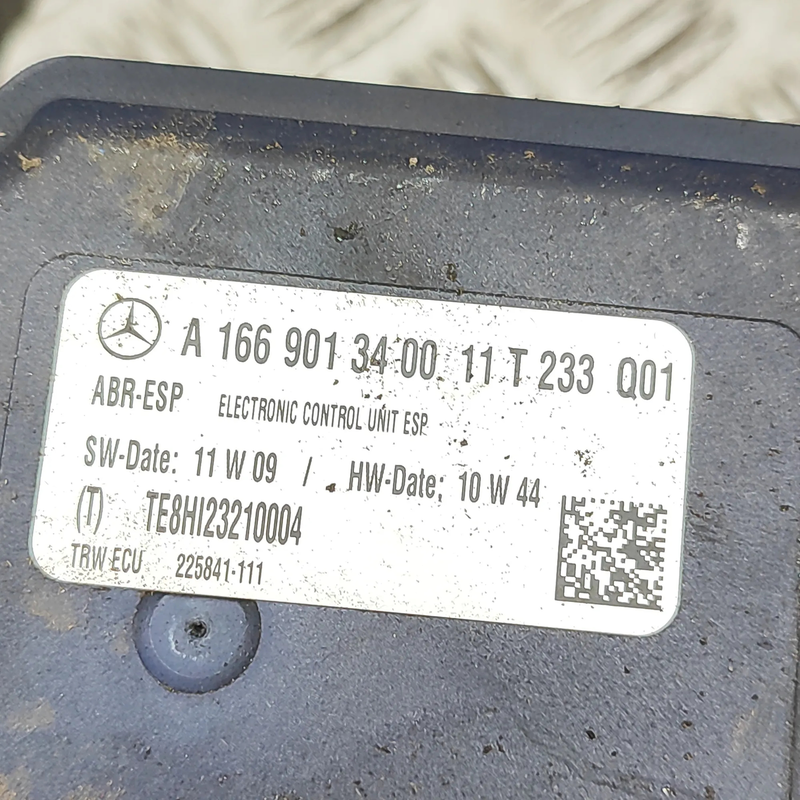 A 166 901 34 00 11 T 233 Q01
ABR-ESP ELECTRONIC CONTROL UNIT ESP
SW-Date: 11 W 09 / HW-Date: 10 W 44
(T) TE8HI23210004
TRW ECU 225841-111